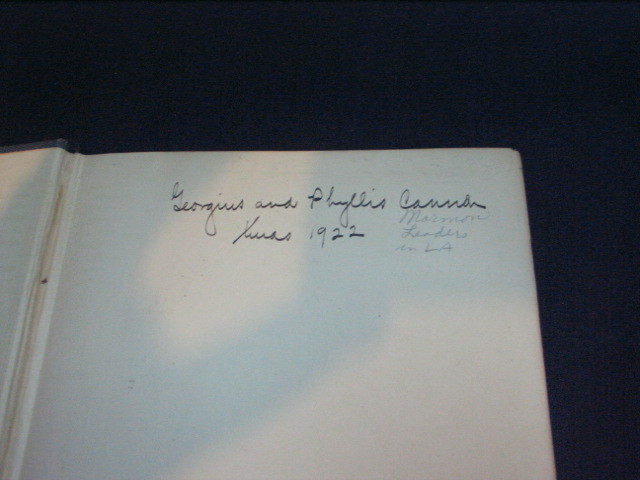 Georgius and Phyllis Cannon
Xmas 1922
Mormon
Leaders
in LA